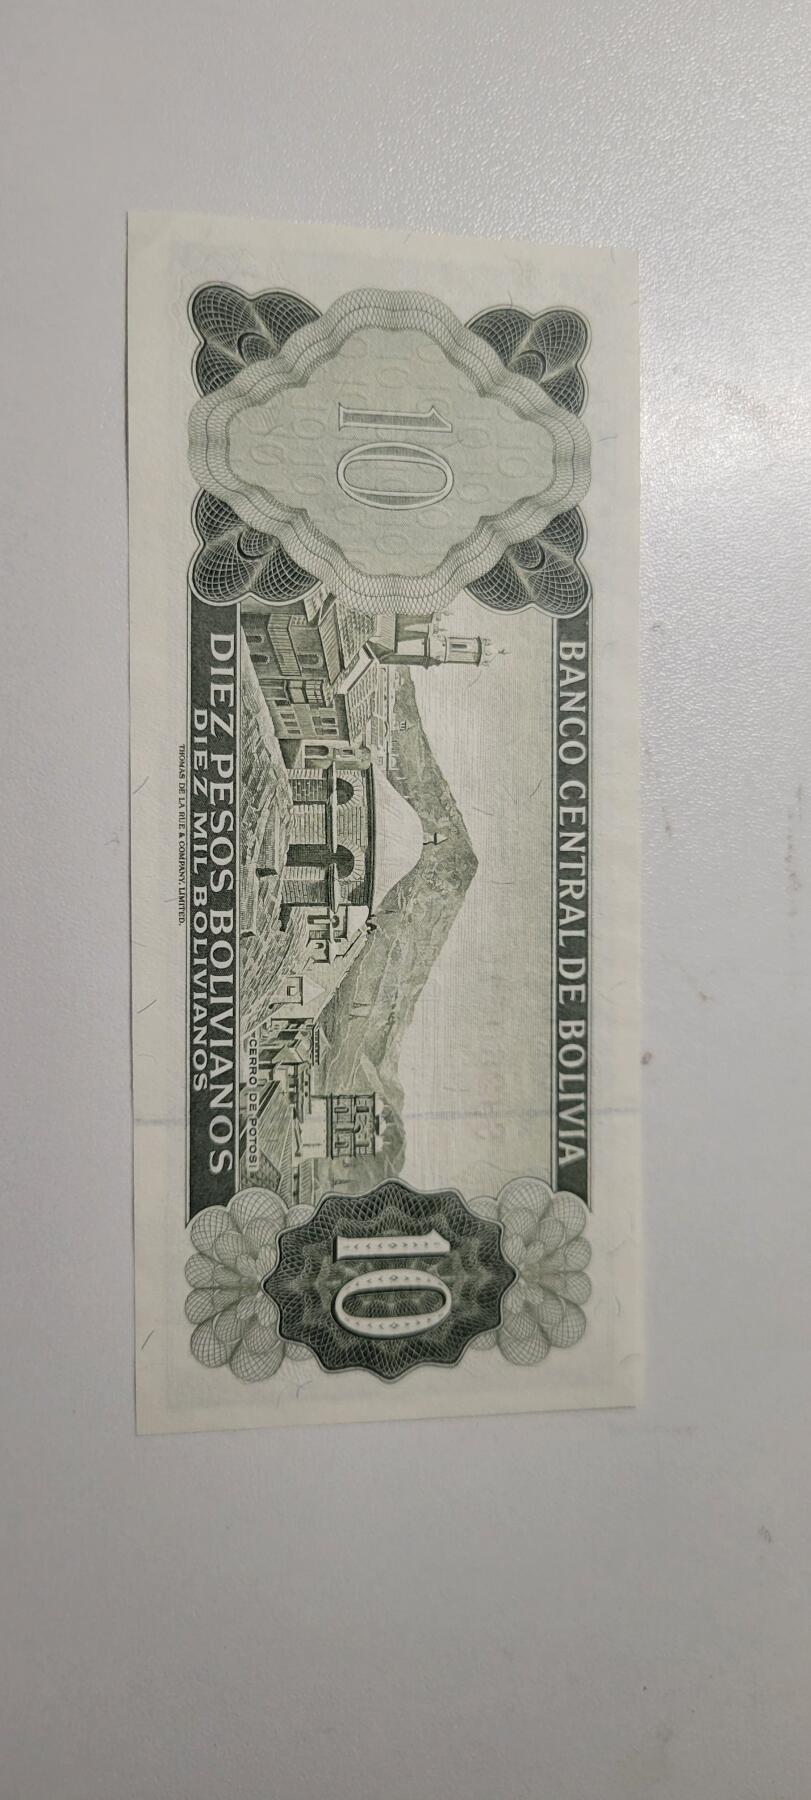 BANCO CENTRAL DE BOLIVIA
10
10
CERRO DE POTOSI
DIEZ PESOS BOLIVIANOS
DIEZ MIL BOLIVIANOS
THOMAS DE LA RUE & COMPANY, LIMITED.